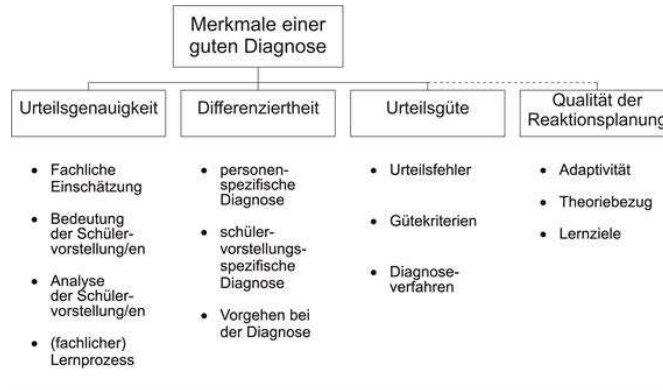 Merkmale einer
guten Diagnose
Urteilsgenauigkeit
Differenziertheit
Urteilsgüte
Qualität der
Reaktionsplanung
• Fachliche
Einschätzung
• Bedeutung
der Schüler-
vorstellung/en
• Analyse
der Schüler-
vorstellung/en
• (fachlicher)
Lernprozess
• personen-
spezifische
Diagnose
• schüler-
vorstellungs-
spezifische
Diagnose
• Vorgehen bei
der Diagnose
• Urteilsfehler
• Gütekriterien
• Diagnose-
verfahren
• Adaptivität
• Theoriebezug
• Lernziele